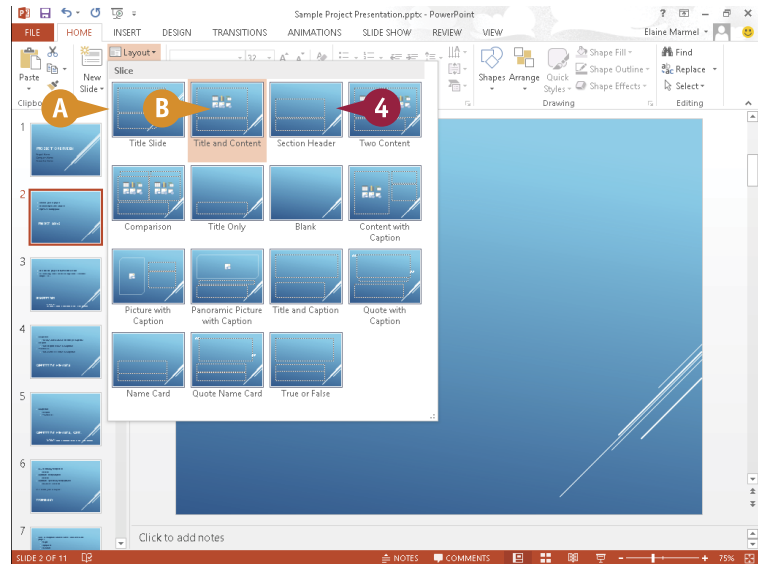 Sample Project Presentation.pptx - PowerPoint
FILE HOME INSERT DESIGN TRANSITIONS ANIMATIONS SLIDE SHOW REVIEW VIEW Elaine Marmel
Paste
Clipbo
New
Slide
Layout
32
Shapes
Arrange
Quick
Styles
Shape Fill
Shape Outline
Shape Effects
Drawing
Find
Replace
Select
Editing
Slice
A
B
4
Title Slide Title and Content Section Header Two Content
Comparison Title Only Blank Content with
Caption
Picture with
Caption
Panoramic Picture
with Caption
Title and Caption
Quote with
Caption
Name Card Quote Name Card True or False
1
2
3
4
5
6
7
Click to add notes
SLIDE 2 OF 11 NOTES COMMENTS 75%